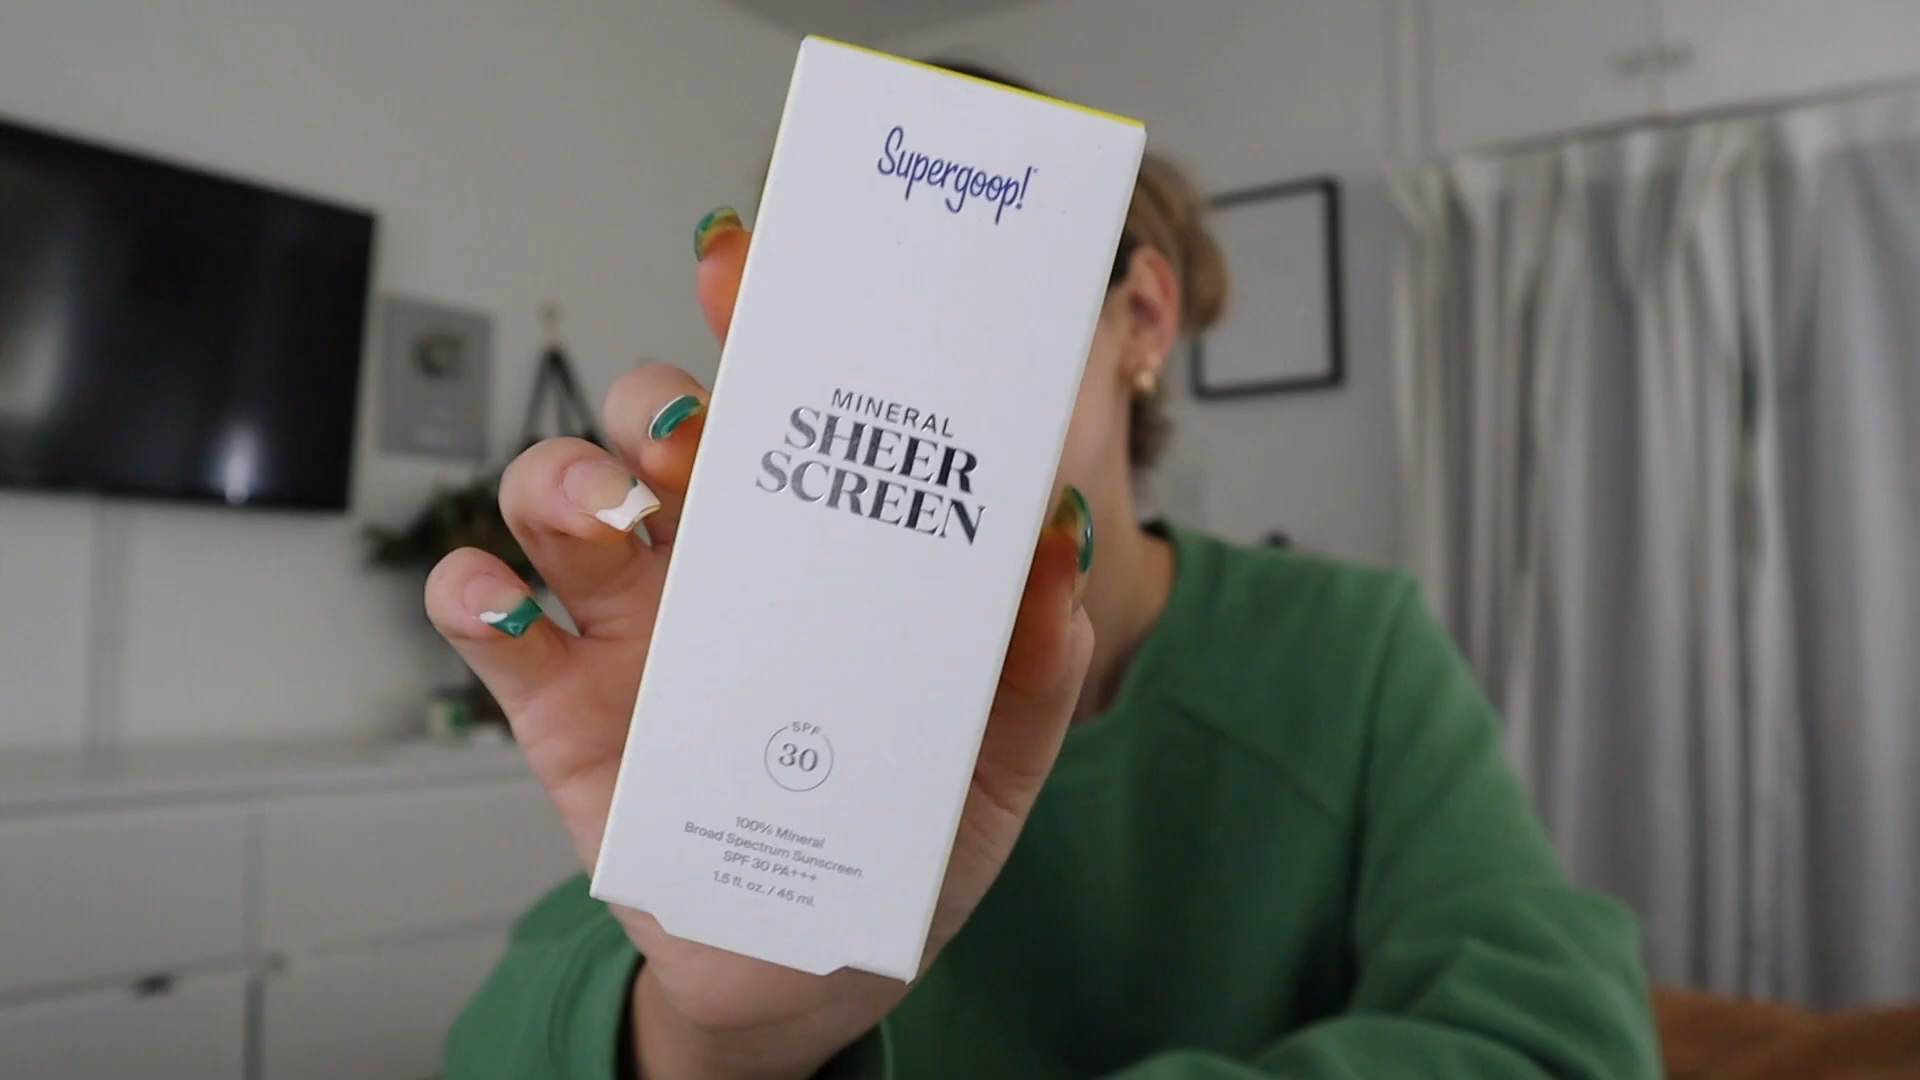 Supergoop!
MINERAL
SHEER
SCREEN
SPF
30
100% Mineral
Broad Spectrum Sunscreen
SPF 30 PA+++
1.5 fl. oz. / 45 ml.